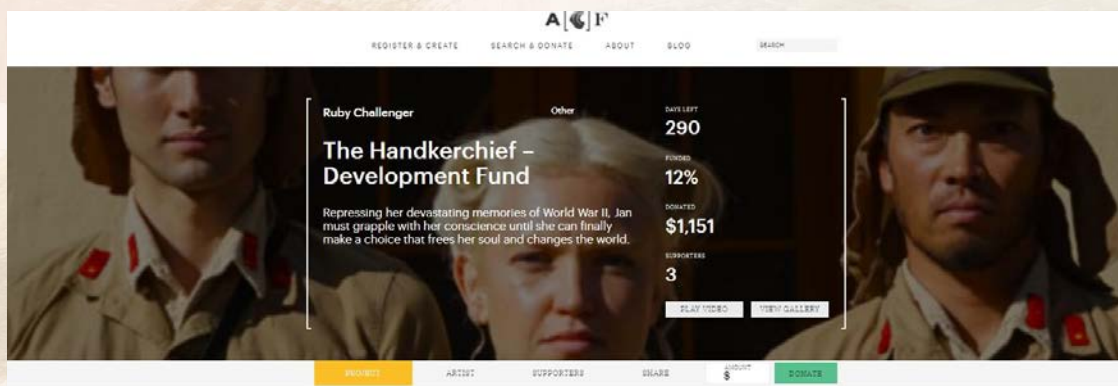 A[C]F
REGISTER & CREATE SEARCH & DONATE ABOUT BLOG SEARCH
Ruby Challenger
Other
The Handkerchief –
Development Fund
Repressing her devastating memories of World War II, Jan
must grapple with her conscience until she can finally
make a choice that frees her soul and changes the world.
DAYS LEFT
290
FUNDED
12%
DONATED
$1,151
SUPPORTERS
3
PLAY VIDEO VIEW GALLERY
PROJECT ARTIST SUPPORTERS SHARE AMOUNT
$ DONATE